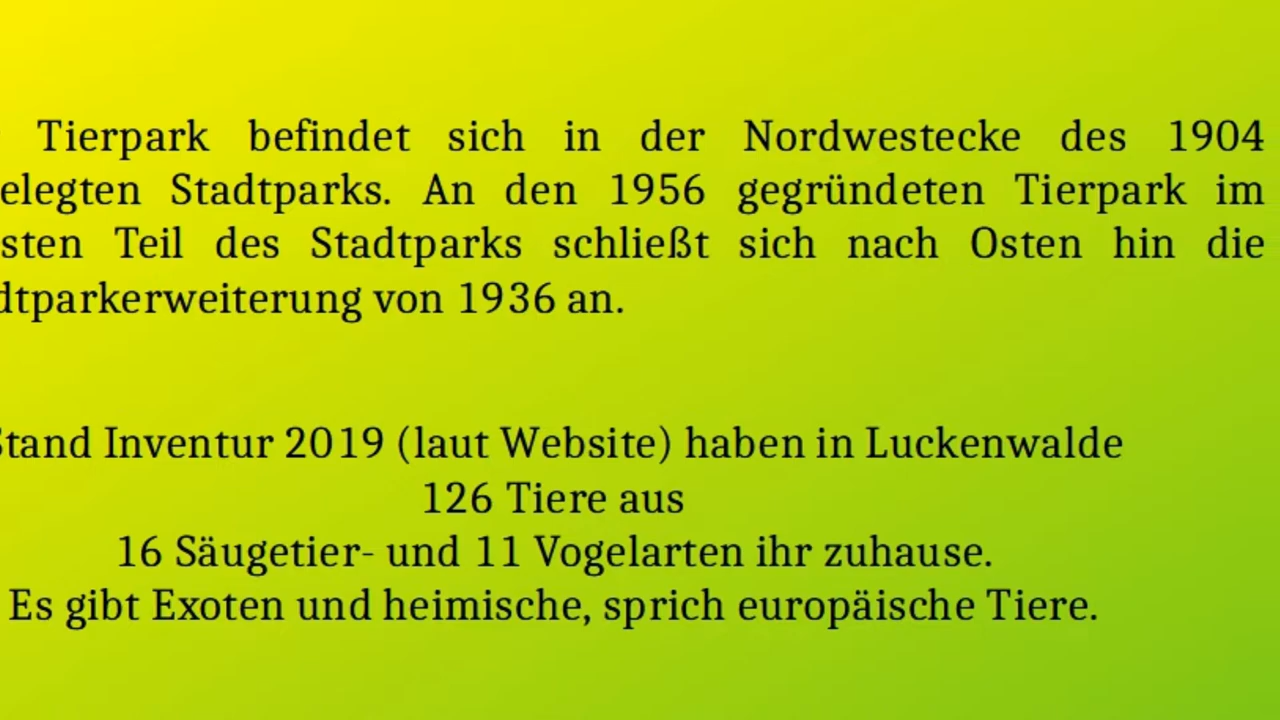 Tierpark befindet sich in der Nordwestecke des 1904
elegten Stadtparks. An den 1956 gegründeten Tierpark im
sten Teil des Stadtparks schließt sich nach Osten hin die
dtparkerweiterung von 1936 an.
Stand Inventur 2019 (laut Website) haben in Luckenwalde
126 Tiere aus
16 Säugetier- und 11 Vogelarten ihr zuhause.
Es gibt Exoten und heimische, sprich europäische Tiere.